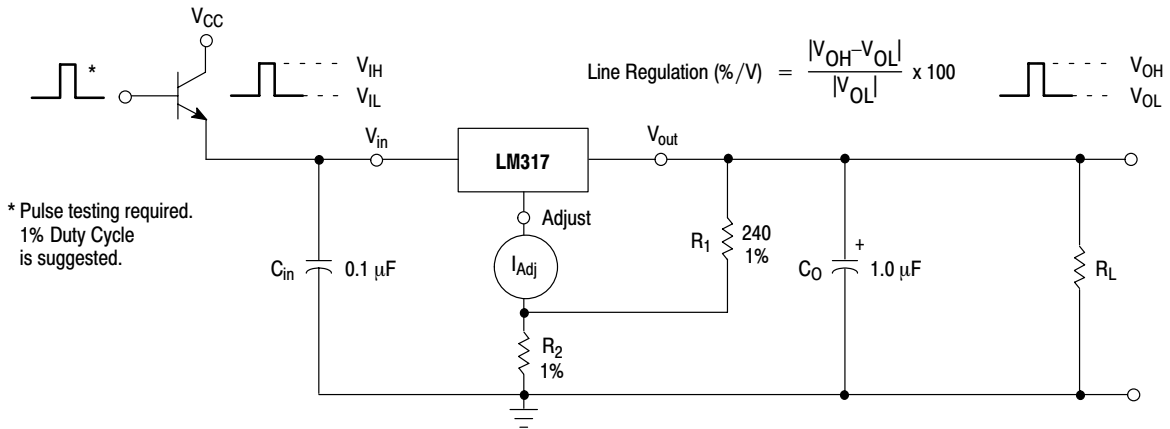 V_CC
*
V_IH
V_IL
Line Regulation (%/V) = |V_OH–V_OL| / |V_OL| x 100
V_OH
V_OL
V_in
LM317
V_out
* Pulse testing required.
1% Duty Cycle
is suggested.
Adjust
I_Adj
C_in 0.1 μF
R_1 240
1%
C_O + 1.0 μF
R_L
R_2
1%